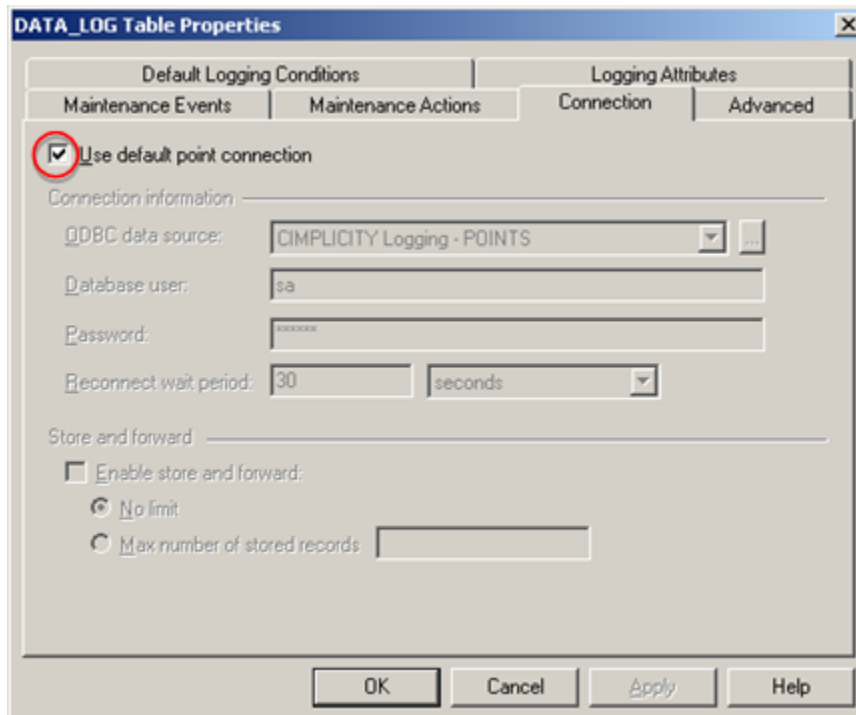 DATA_LOG Table Properties
Default Logging Conditions
Logging Attributes
Maintenance Events
Maintenance Actions
Connection
Advanced
Use default point connection
Connection information
ODBC data source:
CIMPLICITY Logging - POINTS
...
Database user:
sa
Password:
******
Reconnect wait period:
30
seconds
Store and forward
Enable store and forward:
No limit
Max number of stored records
OK
Cancel
Apply
Help